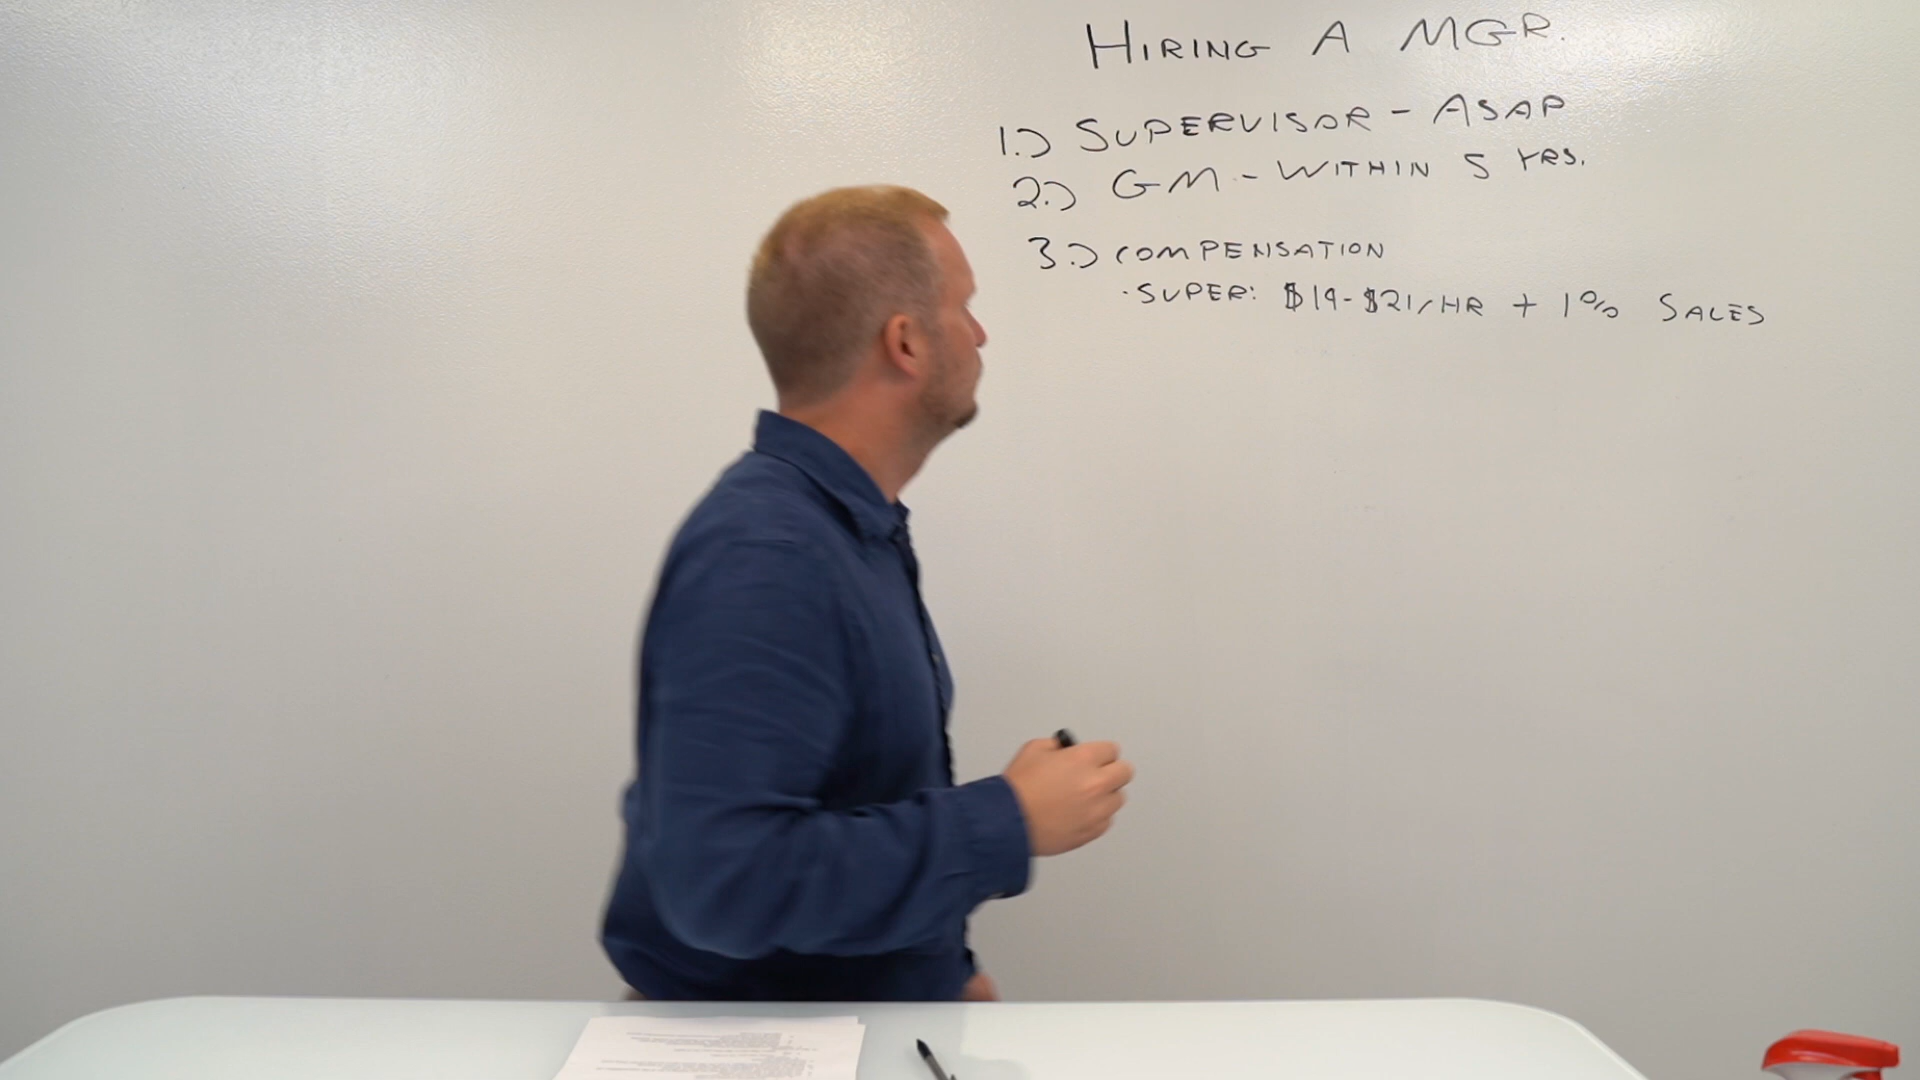 HIRING A MGR.
1.) SUPERVISOR - ASAP
2.) GM - WITHIN 5 YRS.
3.) COMPENSATION
· SUPER: $19-$21/HR + 1% SALES